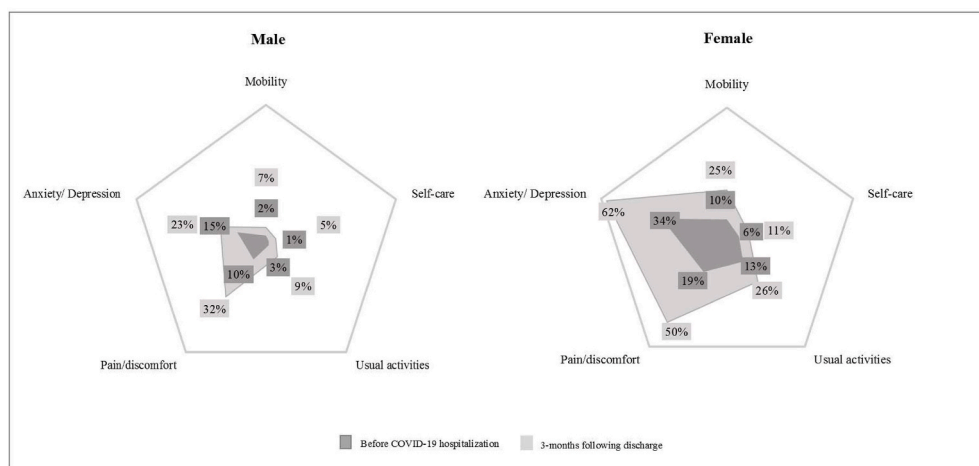 Male
Female
Mobility
Mobility
Anxiety/ Depression
Self-care
Anxiety/ Depression
Self-care
7%
2%
23%
15%
5%
1%
10%
3%
9%
32%
25%
10%
62%
34%
6%
11%
19%
13%
26%
50%
Pain/discomfort
Usual activities
Pain/discomfort
Usual activities
Before COVID-19 hospitalization
3-months following discharge